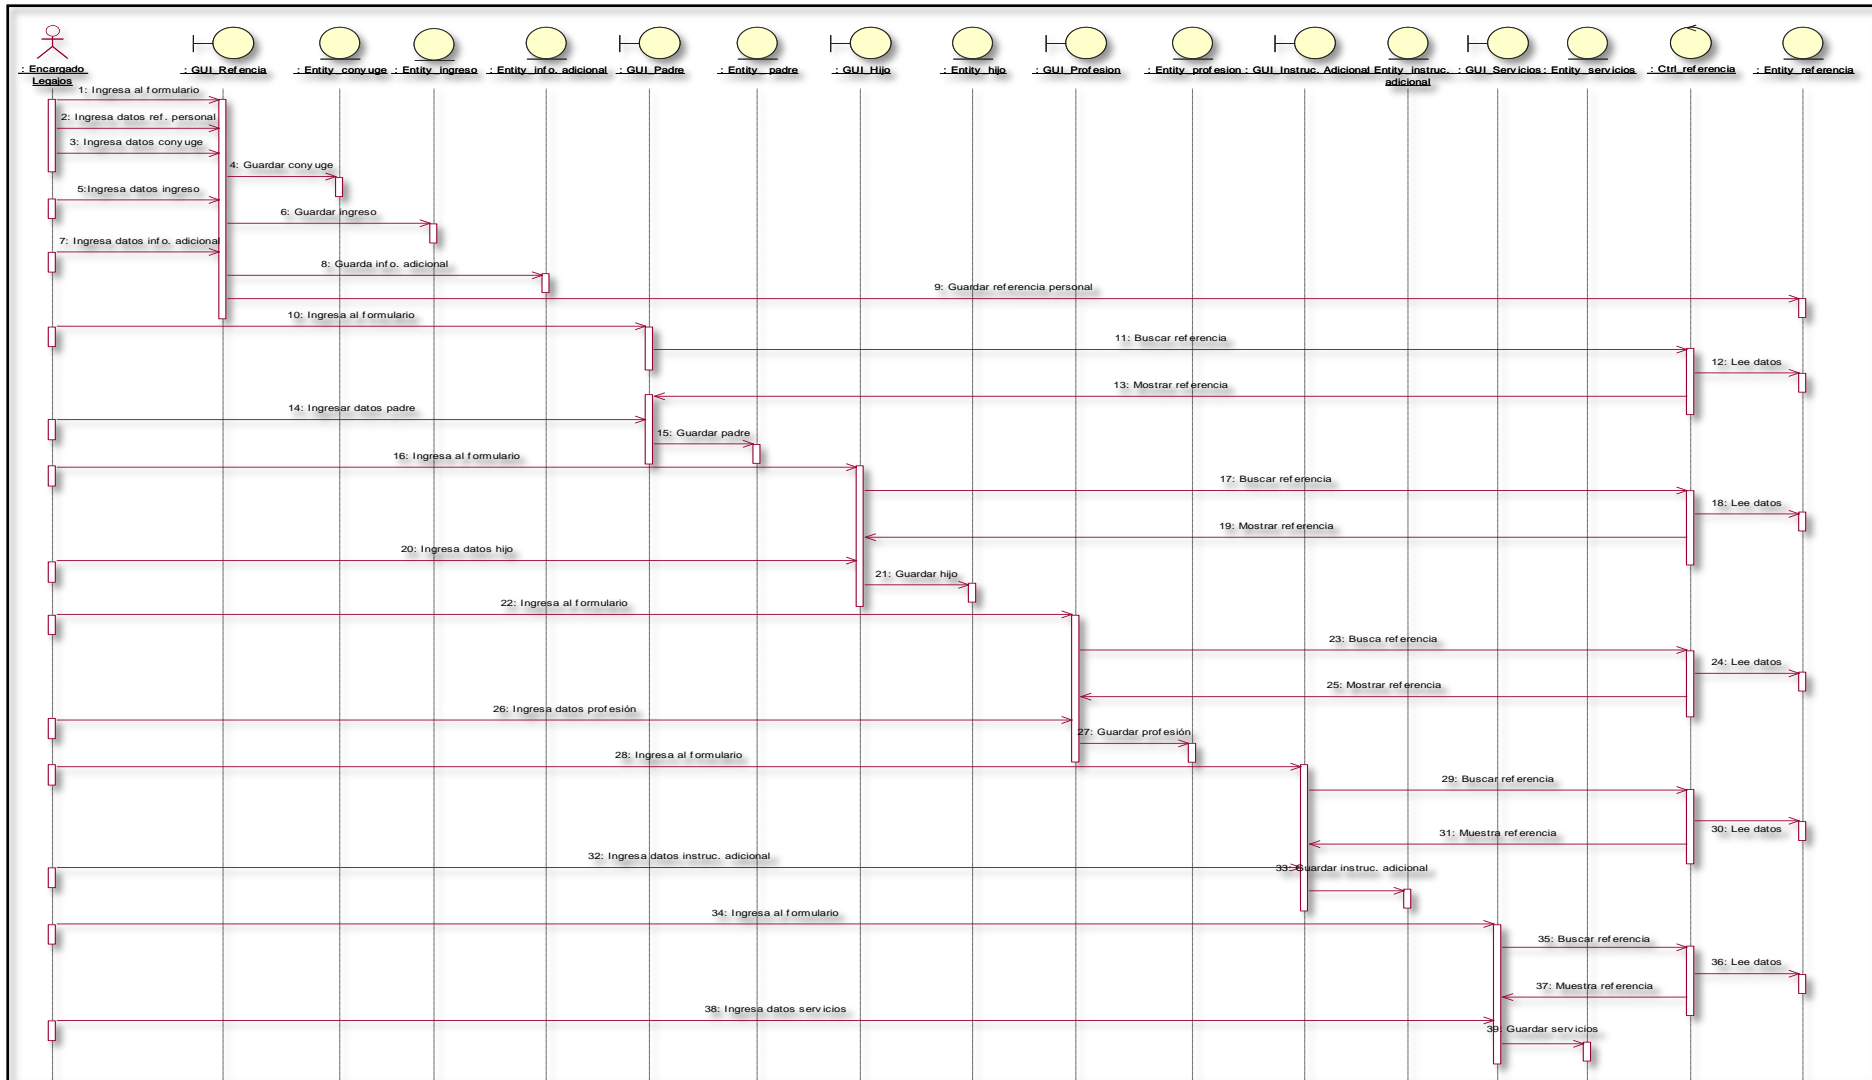 : Encargado
Legajos
: GUI_Refencia
: Entity_conyuge
: Entity_ingreso
: Entity_info. adicional
: GUI_Padre
: Entity_ padre
: GUI_Hijo
: Entity_hijo
: GUI_Profesion
: Entity_profesion
: GUI_Instruc. Adicional
Entity_instruc.
adicional
: GUI_Servicios
: Entity_servicios
: Ctrl_referencia
: Entity_referencia
1: Ingresa al formulario
2: Ingresa datos ref. personal
3: Ingresa datos conyuge
4: Guardar conyuge
5:Ingresa datos ingreso
6: Guardar ingreso
7: Ingresa datos info. adicional
8: Guarda info. adicional
9: Guardar referencia personal
10: Ingresa al formulario
11: Buscar referencia
12: Lee datos
13: Mostrar referencia
14: Ingresar datos padre
15: Guardar padre
16: Ingresa al formulario
17: Buscar referencia
18: Lee datos
19: Mostrar referencia
20: Ingresa datos hijo
21: Guardar hijo
22: Ingresa al formulario
23: Busca referencia
24: Lee datos
25: Mostrar referencia
26: Ingresa datos profesión
27: Guardar profesión
28: Ingresa al formulario
29: Buscar referencia
30: Lee datos
31: Muestra referencia
32: Ingresa datos instruc. adicional
33: Guardar instruc. adicional
34: Ingresa al formulario
35: Buscar referencia
36: Lee datos
37: Muestra referencia
38: Ingresa datos servicios
39: Guardar servicios